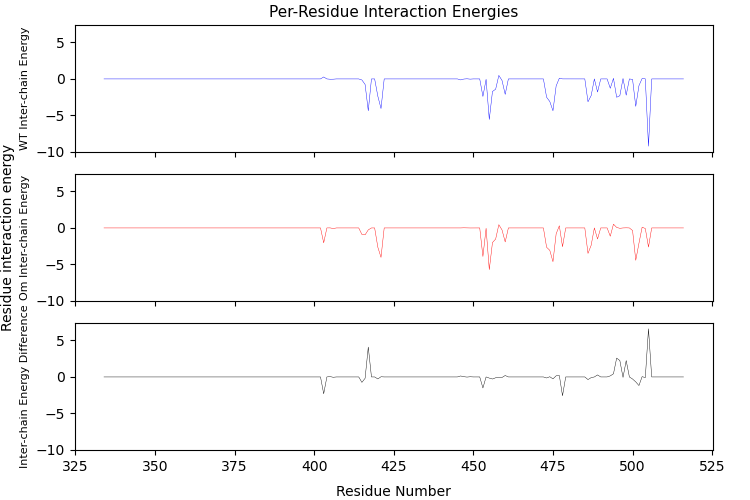 Per-Residue Interaction Energies
WT Inter-chain Energy
5
0
−5
−10
Residue interaction energy
Om Inter-chain Energy
5
0
−5
−10
Inter-chain Energy Difference
5
0
−5
−10
325 350 375 400 425 450 475 500 525
Residue Number